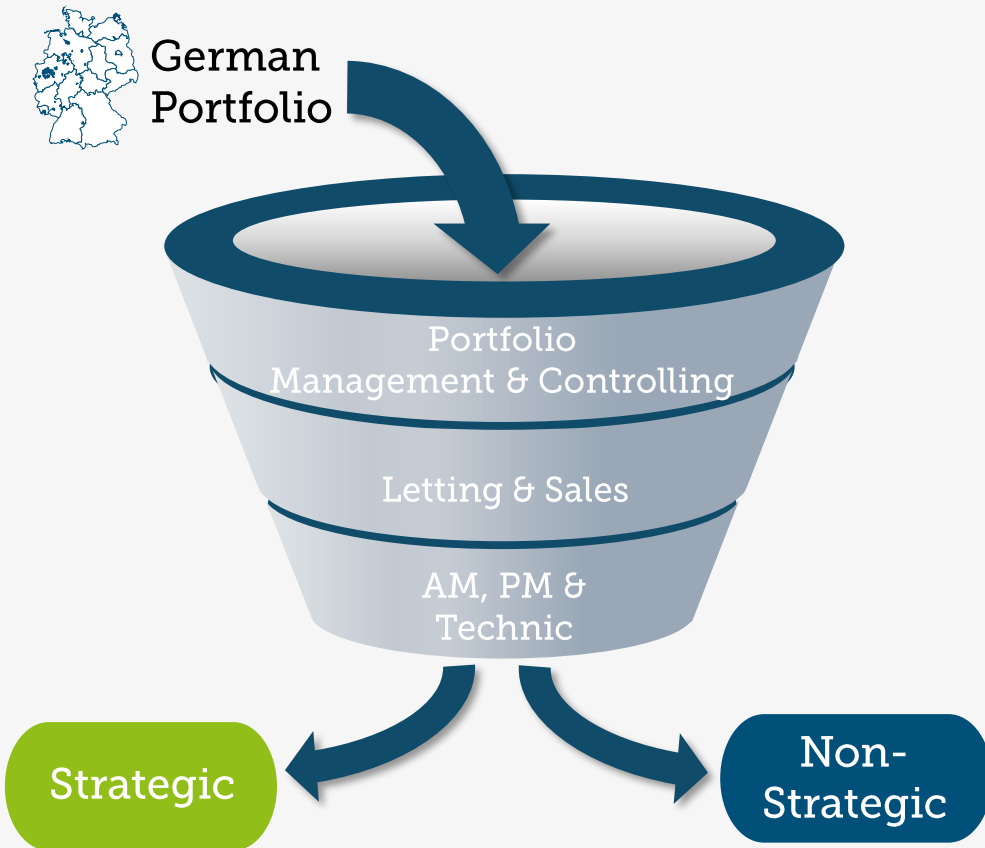 German
Portfolio
Portfolio
Management & Controlling
Letting & Sales
AM, PM &
Technic
Strategic
Non-
Strategic